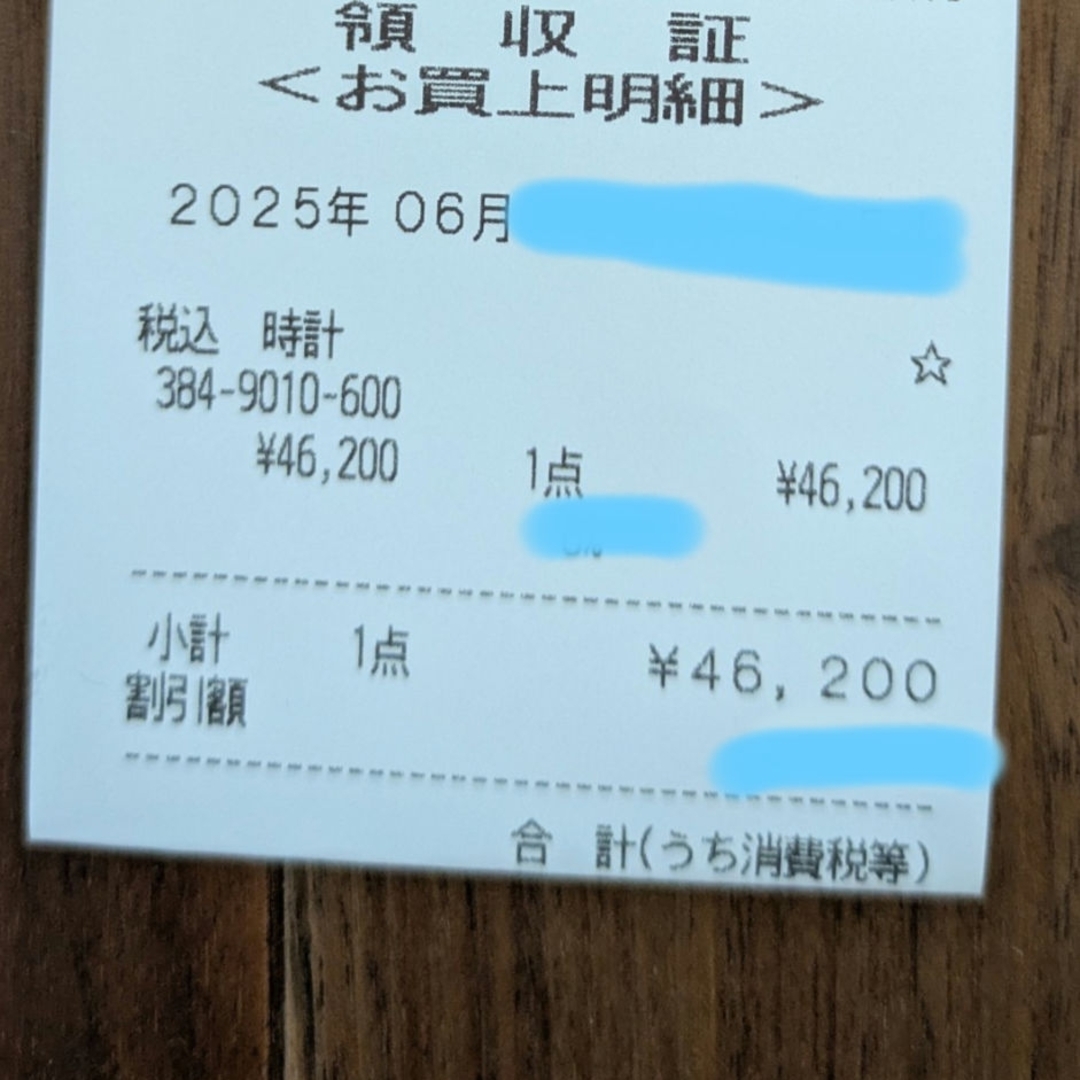 領 収 証
<お買上明細>
2025年 06月
税込 時計
☆
384-9010-600
¥46,200 1点 ¥46,200
小計 1点 ¥46,200
割引額
合 計(うち消費税等)